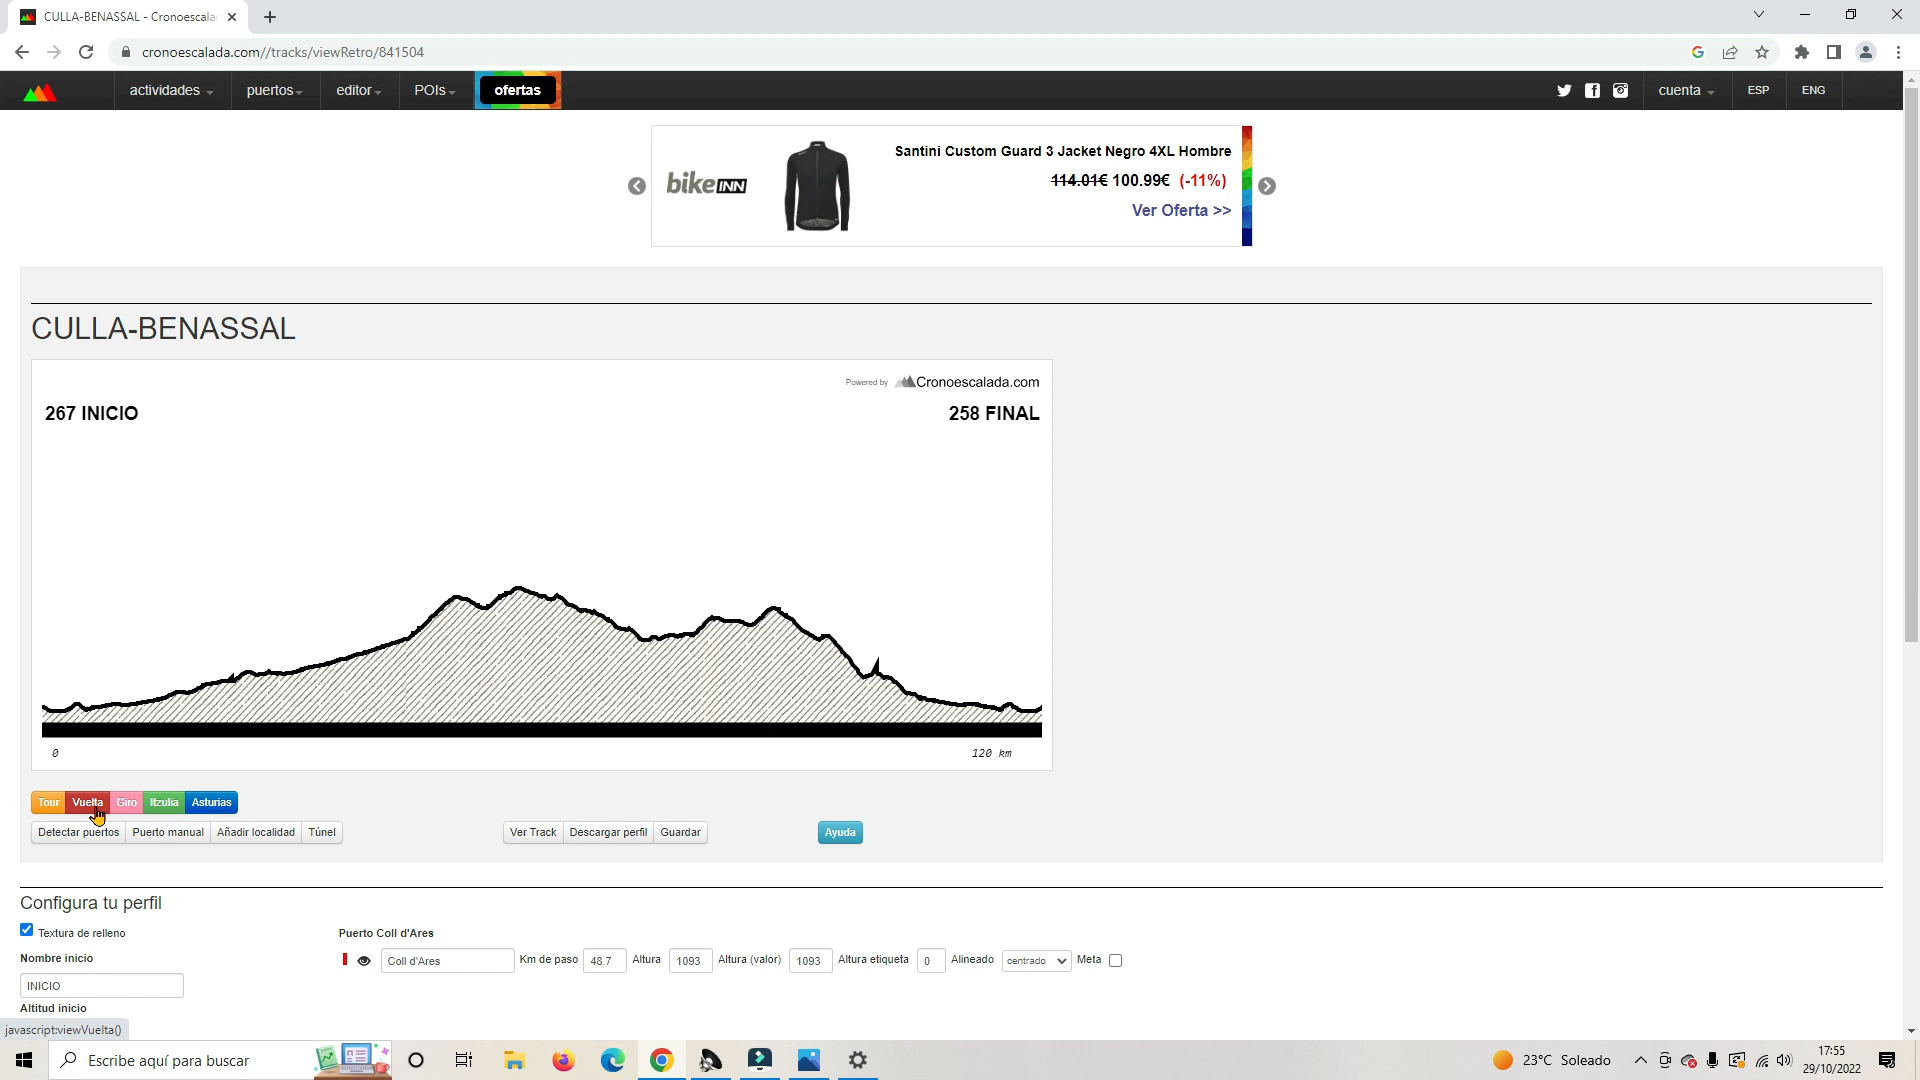 CULLA-BENASSAL - Cronoescala
cronoescalada.com//tracks/viewRetro/841504
actividades puertos editor POIs ofertas cuenta ESP ENG
bikeINN
Santini Custom Guard 3 Jacket Negro 4XL Hombre
114.01€ 100.99€ (-11%)
Ver Oferta >>
CULLA-BENASSAL
Powered by Cronoescalada.com
267 INICIO 258 FINAL
0 120 km
Tour Vuelta Giro Itzulia Asturias
Detectar puertos Puerto manual Añadir localidad Túnel Ver Track Descargar perfil Guardar Ayuda
Configura tu perfil
Textura de relleno
Puerto Coll d'Ares
Nombre inicio
Coll d'Ares Km de paso 48.7 Altura 1093 Altura (valor) 1093 Altura etiqueta 0 Alineado centrado Meta
INICIO
Altitud inicio
javascript:viewVuelta()
Escribe aquí para buscar
23°C Soleado
17:55
29/10/2022